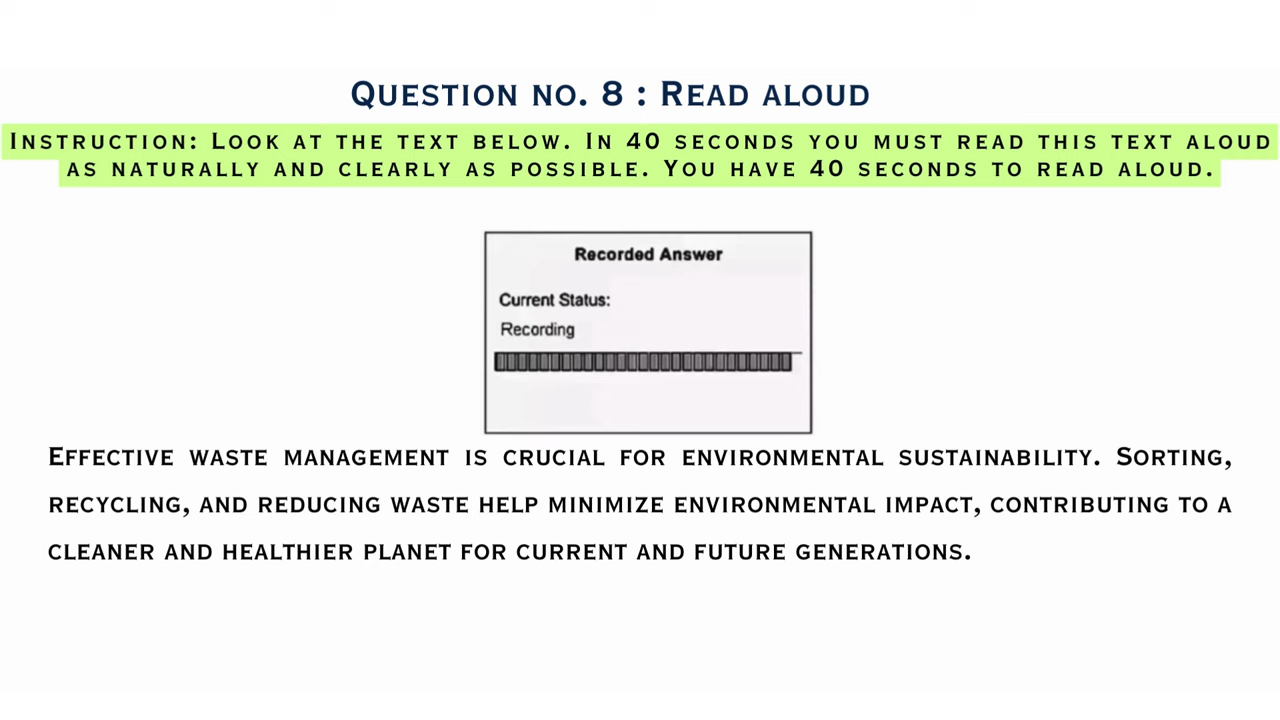 Question no. 8 : Read aloud
Instruction: Look at the text below. In 40 seconds you must read this text aloud
as naturally and clearly as possible. You have 40 seconds to read aloud.
Recorded Answer
Current Status:
Recording
Effective waste management is crucial for environmental sustainability. Sorting,
recycling, and reducing waste help minimize environmental impact, contributing to a
cleaner and healthier planet for current and future generations.